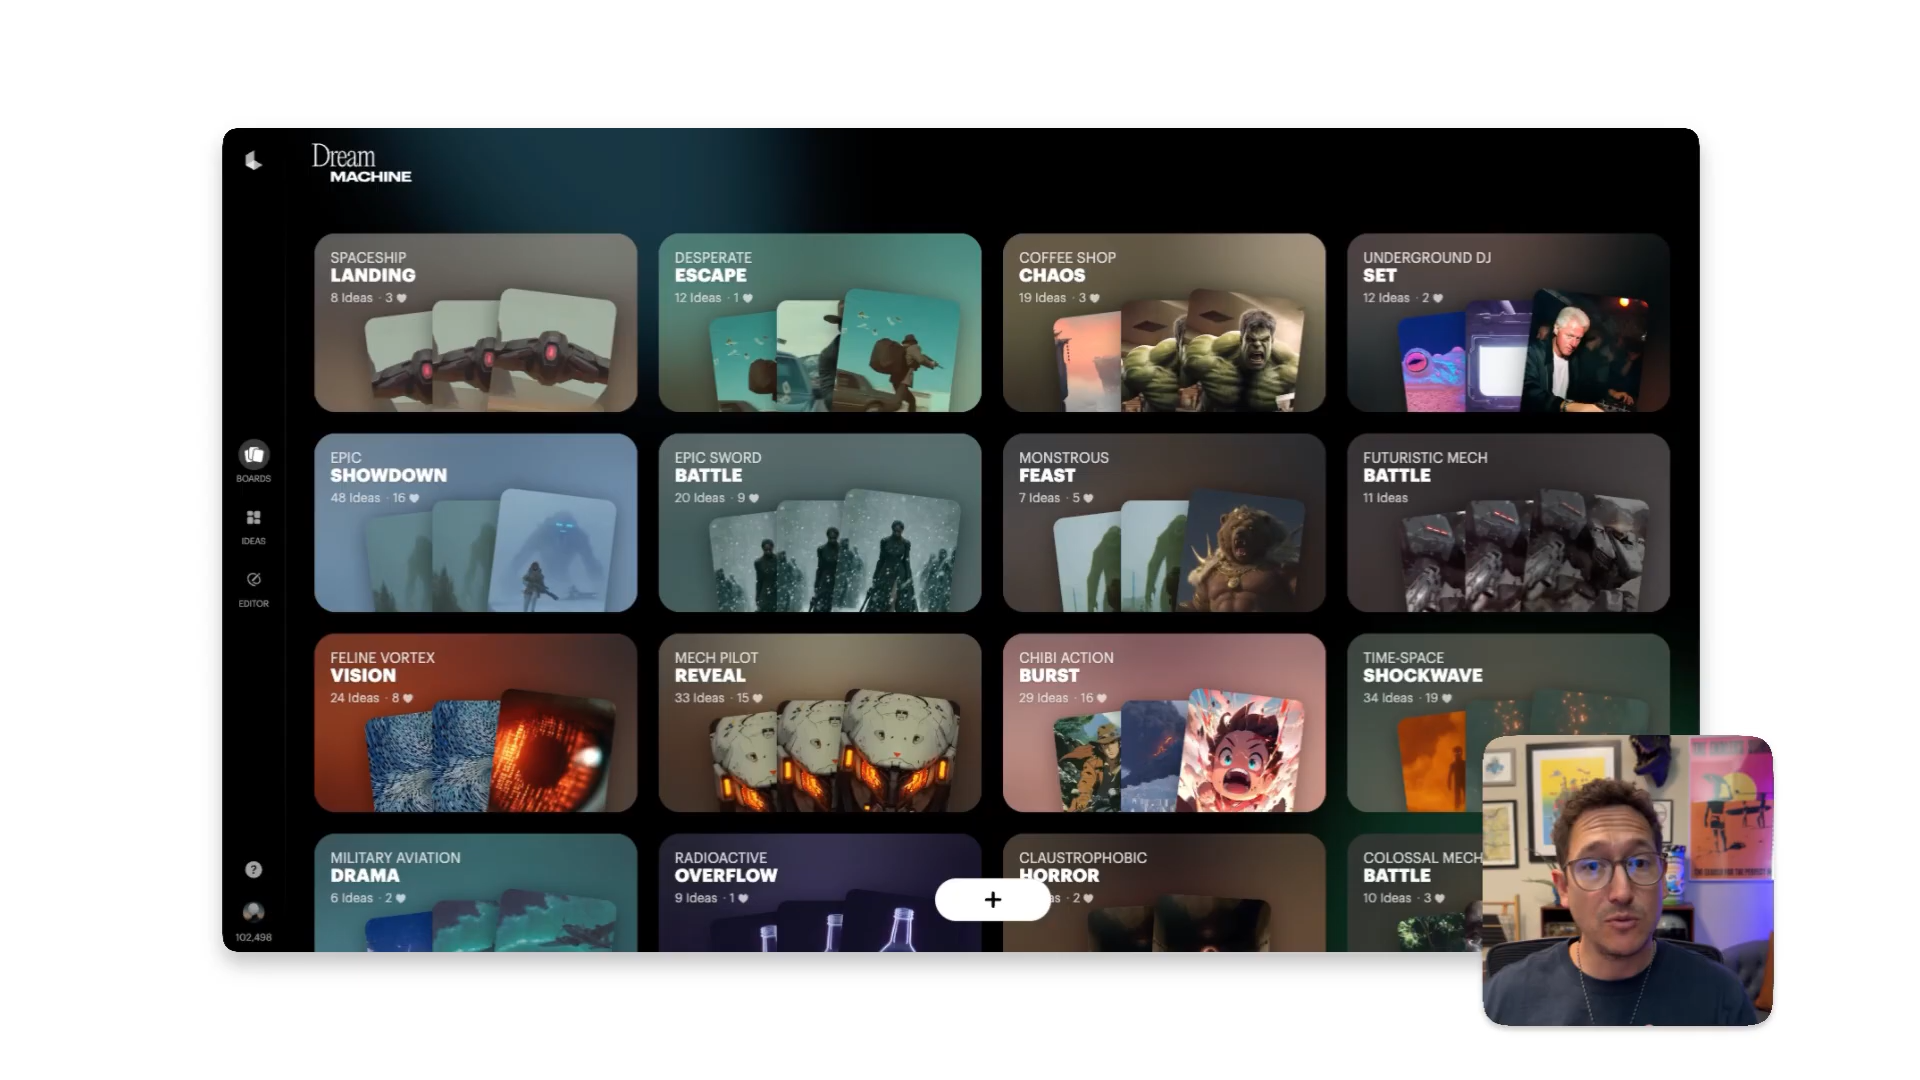 Dream
MACHINE
SPACESHIP
LANDING
8 Ideas · 3
DESPERATE
ESCAPE
12 Ideas · 1
COFFEE SHOP
CHAOS
19 Ideas · 3
UNDERGROUND DJ
SET
12 Ideas · 2
EPIC
SHOWDOWN
48 Ideas · 16
EPIC SWORD
BATTLE
20 Ideas · 9
MONSTROUS
FEAST
7 Ideas · 5
FUTURISTIC MECH
BATTLE
11 Ideas
BOARDS
IDEAS
EDITOR
FELINE VORTEX
VISION
24 Ideas · 8
MECH PILOT
REVEAL
33 Ideas · 15
CHIBI ACTION
BURST
29 Ideas · 16
TIME-SPACE
SHOCKWAVE
34 Ideas · 19
MILITARY AVIATION
DRAMA
6 Ideas · 2
RADIOACTIVE
OVERFLOW
9 Ideas · 1
CLAUSTROPHOBIC
HORROR
as · 2
COLOSSAL MECH
BATTLE
10 Ideas · 3
+
?
102,498